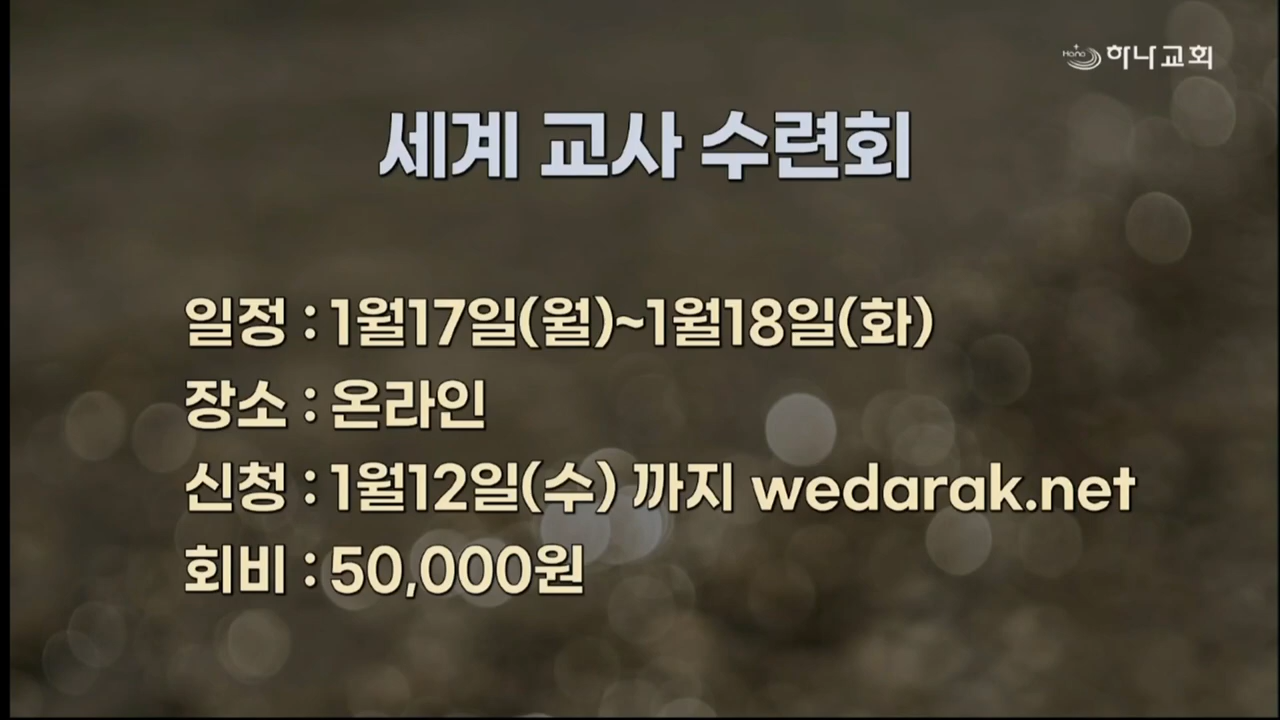 Hana 하나교회
세계 교사 수련회
일정 : 1월17일(월)~1월18일(화)
장소 : 온라인
신청 : 1월12일(수) 까지 wedarak.net
회비 : 50,000원